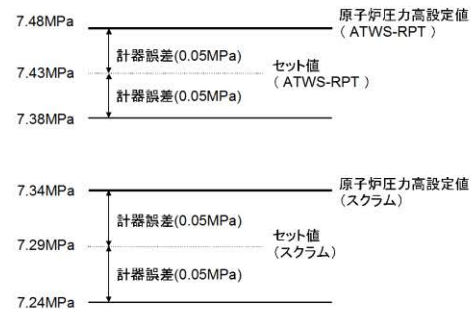 7.48MPa
原子炉圧力高設定値
（ATWS-RPT ）
計器誤差(0.05MPa)
7.43MPa
セット値
（ ATWS-RPT ）
計器誤差(0.05MPa)
7.38MPa
7.34MPa
原子炉圧力高設定値
（スクラム）
計器誤差(0.05MPa)
7.29MPa
セット値
（スクラム）
計器誤差(0.05MPa)
7.24MPa